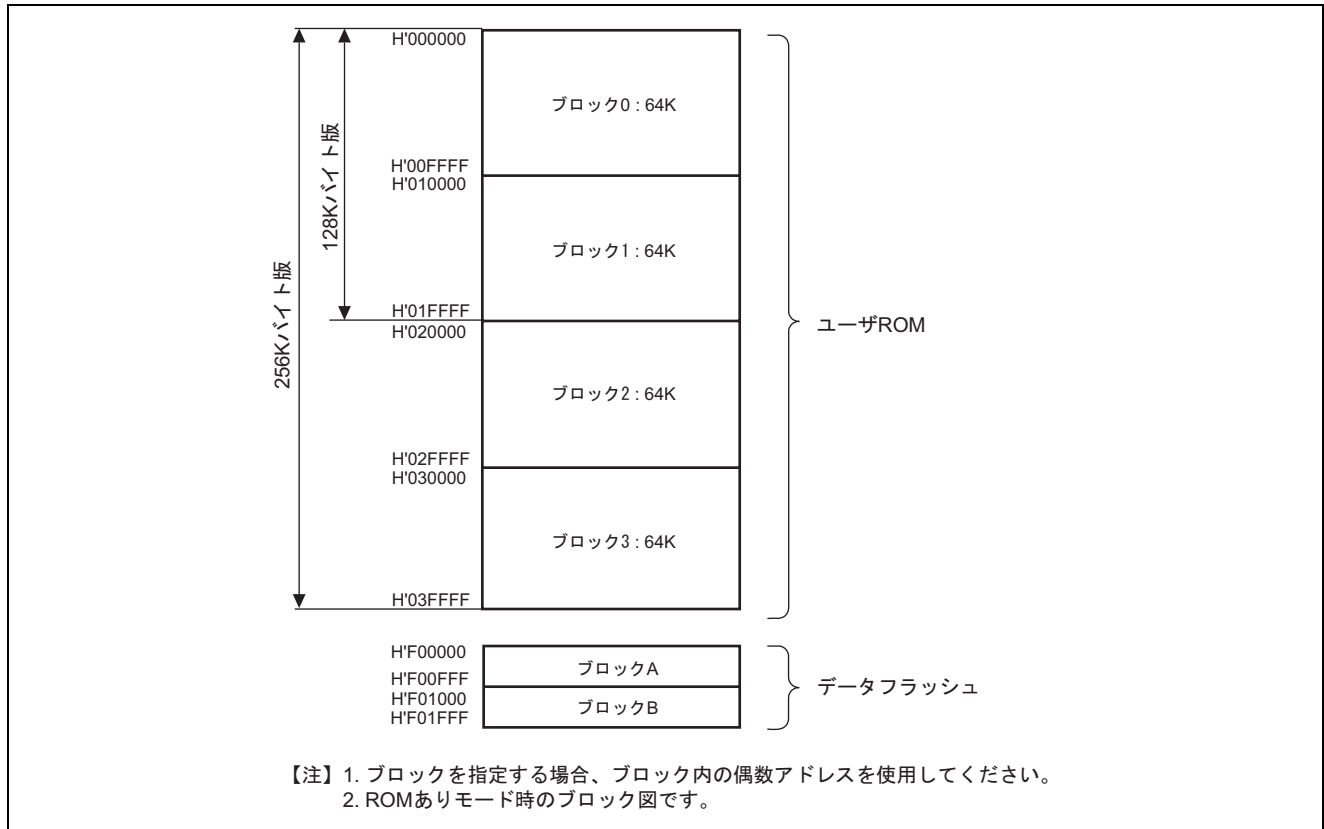 H'000000
ブロック0 : 64K
H'00FFFF
H'010000
128Kバイト版
ブロック1 : 64K
H'01FFFF
H'020000
256Kバイト版
ユーザROM
ブロック2 : 64K
H'02FFFF
H'030000
ブロック3 : 64K
H'03FFFF
H'F00000
ブロックA
H'F00FFF
データフラッシュ
H'F01000
ブロックB
H'F01FFF
【注】1. ブロックを指定する場合、ブロック内の偶数アドレスを使用してください。
2. ROMありモード時のブロック図です。